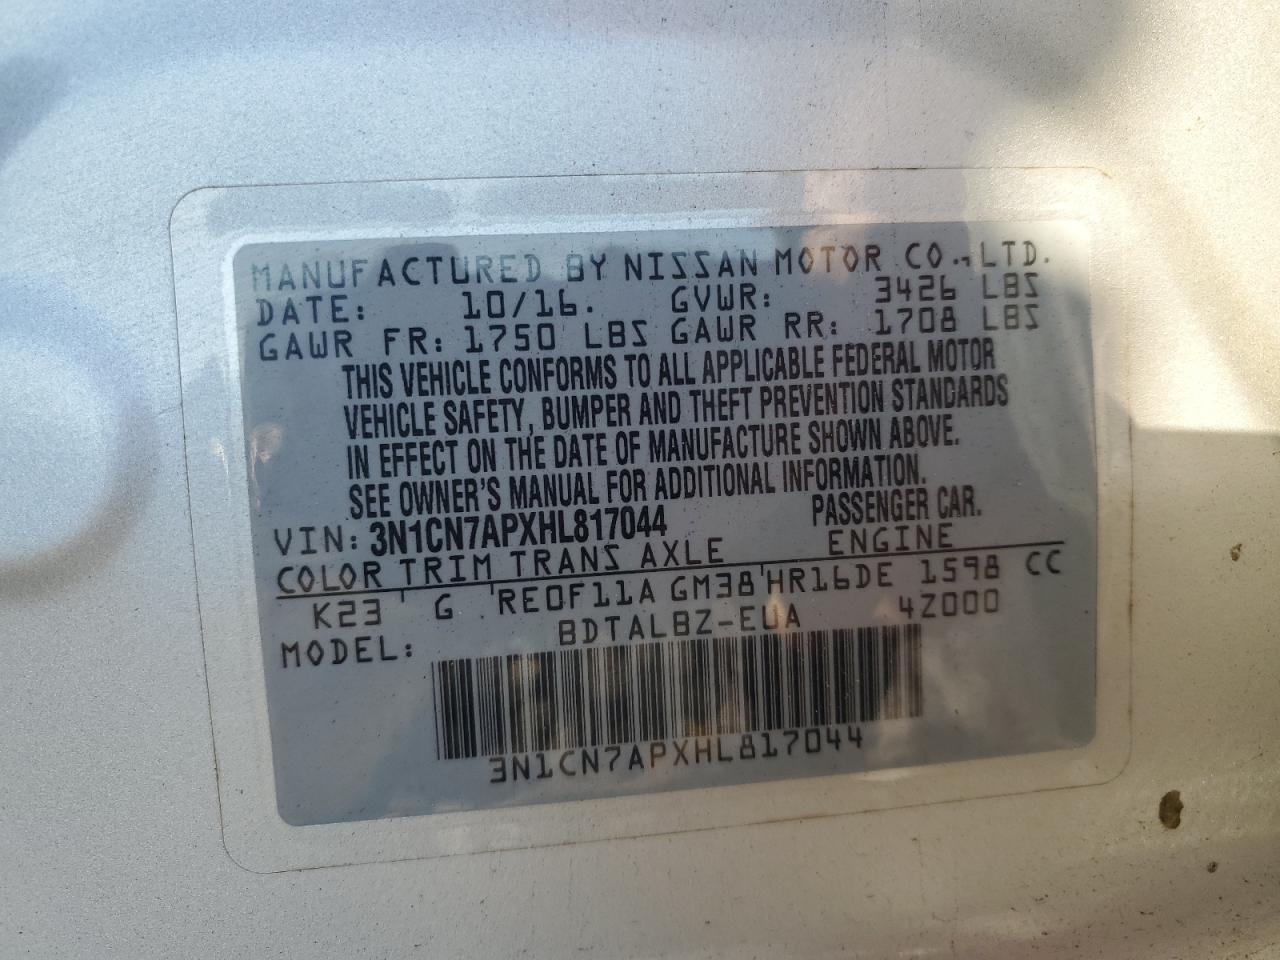 MANUFACTURED BY NISSAN MOTOR CO., LTD.
DATE: 10/16. GVWR: 3426 LBS
GAWR FR: 1750 LBS GAWR RR: 1708 LBS
THIS VEHICLE CONFORMS TO ALL APPLICABLE FEDERAL MOTOR
VEHICLE SAFETY, BUMPER AND THEFT PREVENTION STANDARDS
IN EFFECT ON THE DATE OF MANUFACTURE SHOWN ABOVE.
SEE OWNER'S MANUAL FOR ADDITIONAL INFORMATION.
VIN: 3N1CN7APXHL817044 PASSENGER CAR.
COLOR TRIM TRANS AXLE ENGINE
K23 G RE0F11A GM38 HR16DE 1598 CC
MODEL: BDTALBZ-EUA 4Z000
3N1CN7APXHL817044